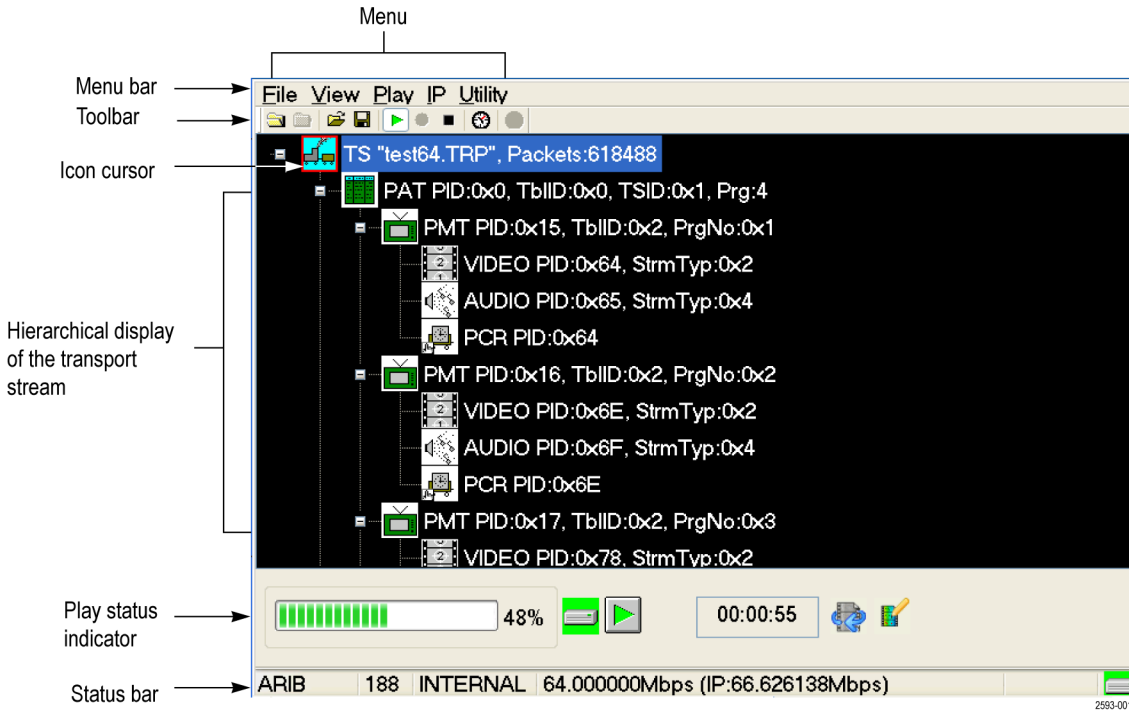 Menu
Menu bar
File View Play IP Utility
Toolbar
Icon cursor
TS "test64.TRP", Packets:618488
PAT PID:0x0, TblID:0x0, TSID:0x1, Prg:4
PMT PID:0x15, TblID:0x2, PrgNo:0x1
VIDEO PID:0x64, StrmTyp:0x2
AUDIO PID:0x65, StrmTyp:0x4
PCR PID:0x64
Hierarchical display
of the transport
stream
PMT PID:0x16, TblID:0x2, PrgNo:0x2
VIDEO PID:0x6E, StrmTyp:0x2
AUDIO PID:0x6F, StrmTyp:0x4
PCR PID:0x6E
PMT PID:0x17, TblID:0x2, PrgNo:0x3
VIDEO PID:0x78, StrmTyp:0x2
Play status
indicator
48%
00:00:55
Status bar
ARIB 188 INTERNAL 64.000000Mbps (IP:66.626138Mbps)
2593-001